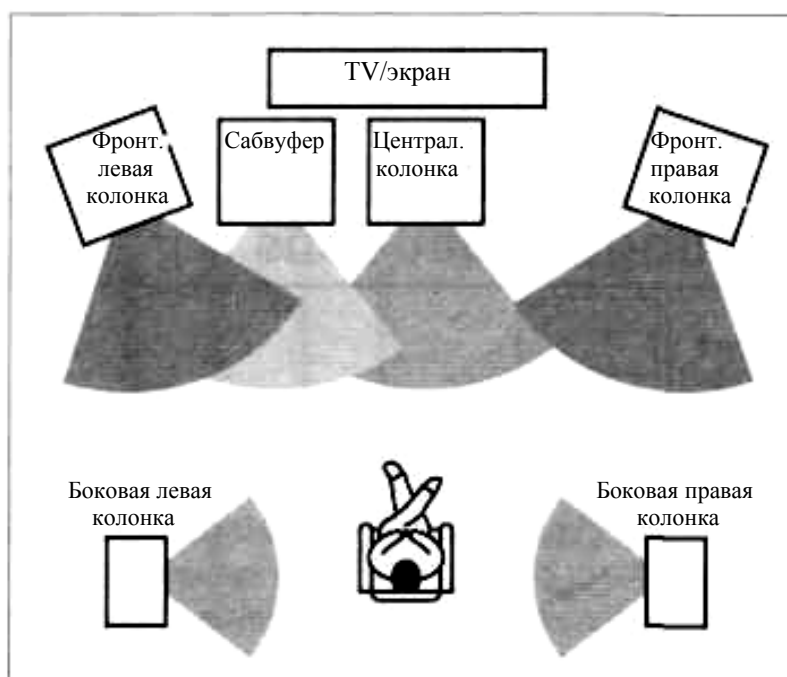 TV/экран
Фронт.
левая
колонка
Сабвуфер
Централ.
колонка
Фронт.
правая
колонка
Боковая левая
колонка
Боковая правая
колонка